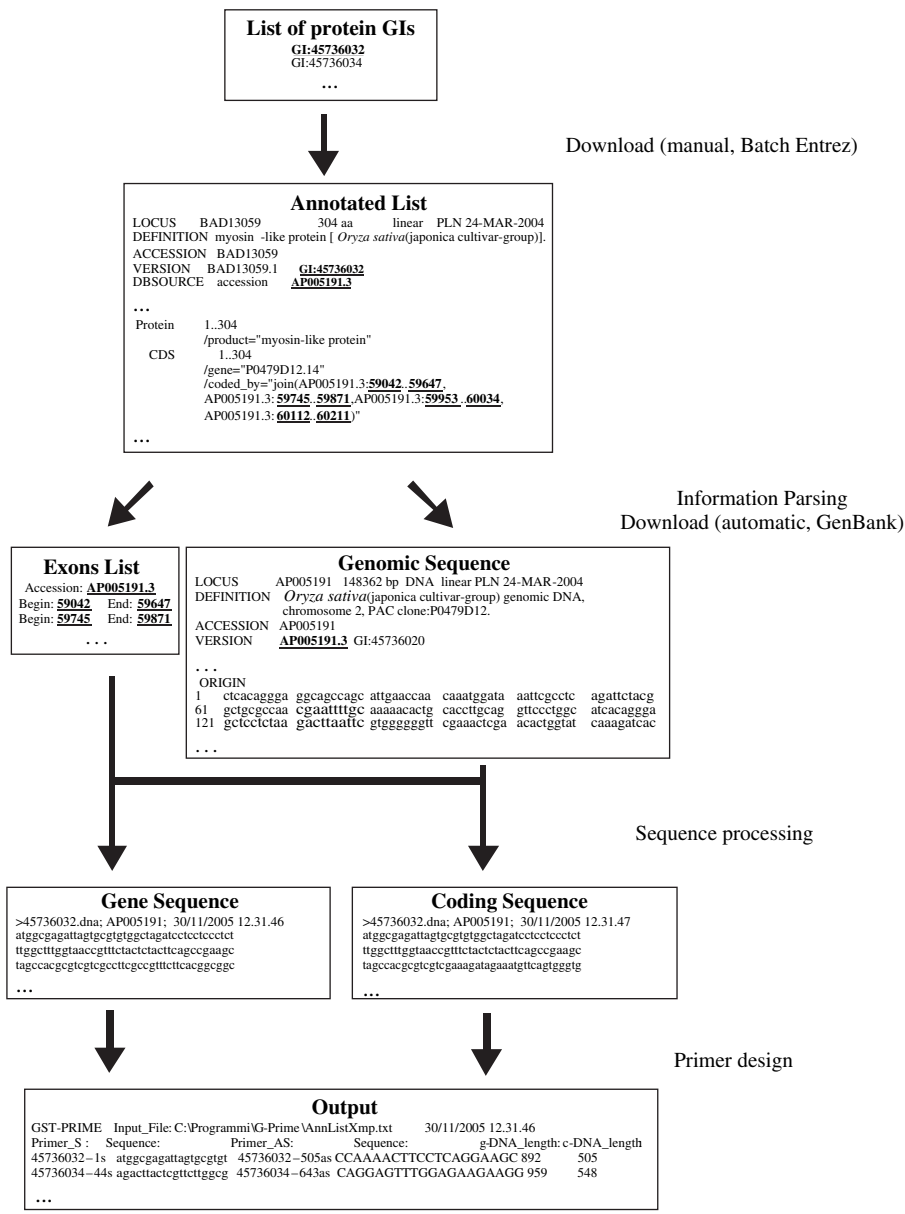 List of protein GIs
GI:45736032
GI:45736034
...
Download (manual, Batch Entrez)
Annotated List
LOCUS BAD13059 304 aa linear PLN 24-MAR-2004
DEFINITION myosin -like protein [ Oryza sativa(japonica cultivar-group)].
ACCESSION BAD13059
VERSION BAD13059.1 GI:45736032
DBSOURCE accession AP005191.3
...
Protein 1..304
/product="myosin-like protein"
CDS 1..304
/gene="P0479D12.14"
/coded_by="join(AP005191.3:59042..59647,
AP005191.3:59745..59871,AP005191.3:59953..60034,
AP005191.3:60112..60211)"
...
Information Parsing
Download (automatic, GenBank)
Exons List
Accession: AP005191.3
Begin: 59042 End: 59647
Begin: 59745 End: 59871
...
Genomic Sequence
LOCUS AP005191 148362 bp DNA linear PLN 24-MAR-2004
DEFINITION Oryza sativa(japonica cultivar-group) genomic DNA,
chromosome 2, PAC clone:P0479D12.
ACCESSION AP005191
VERSION AP005191.3 GI:45736020
...
ORIGIN
1 ctcacaggga ggcagccagc attgaaccaa caaatggata aattcgcctc agattctacg
61 gctgcgccaa cgaattttgc aaaaacactg caccttgcag gttccctggc atcacaggga
121 gctcctctaa gacttaattc gtggggggtt cgaaactcga acactggtat caaagatcac
...
Sequence processing
Gene Sequence
>45736032.dna; AP005191; 30/11/2005 12.31.46
atggcgagattagtgcgtgtggctagatcctcctccctct
ttggctttggtaaccgtttctactctacttcagccgaagc
tagccacgcgtcgtcgccttcgccgtttcttcacggcggc
...
Coding Sequence
>45736032.dna; AP005191; 30/11/2005 12.31.47
atggcgagattagtgcgtgtggctagatcctcctccctct
ttggctttggtaaccgtttctactctacttcagccgaagc
tagccacgcgtcgtcgaaagatagaaatgttcagtgggtg
...
Primer design
Output
GST-PRIME Input_File: C:\Programmi\G-Prime\AnnListXmp.txt 30/11/2005 12.31.46
Primer_S : Sequence: Primer_AS: Sequence: g-DNA_length: c-DNA_length
45736032–1s atggcgagattagtgcgtgt 45736032–505as CCAAAACTTCCTCAGGAAGC 892 505
45736034–44s agacttactcgttcttggcg 45736034–643as CAGGAGTTTGGAGAAGAAGG 959 548
...